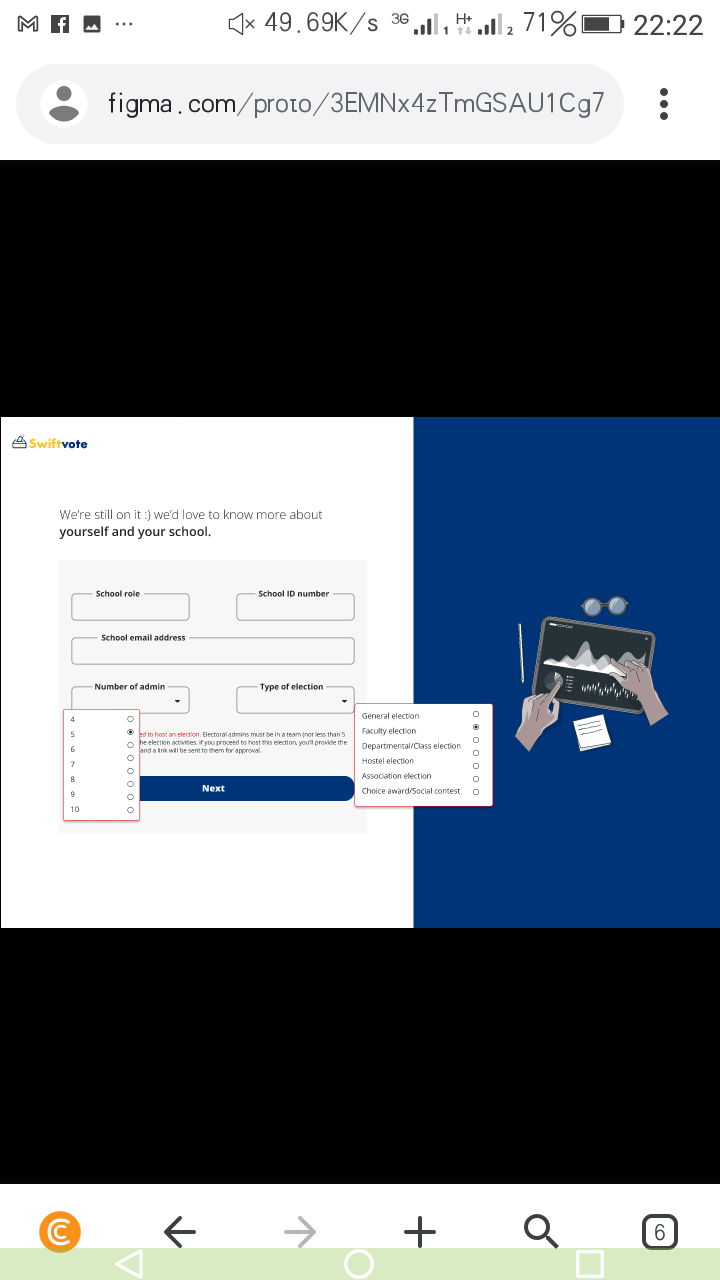 49.69K/s 3G 1 H+ 2 71% 22:22
figma.com/proto/3EMNx4zTmGSAU1Cg7
Swiftvote
We're still on it :) we'd love to know more about
yourself and your school.
School role
School ID number
School email address
Number of admin
Type of election
4
5
6
7
8
9
10
General election
Faculty election
Departmental/Class election
Hostel election
Association election
Choice award/Social contest
ed to host an election. Electoral admins must be in a team (not less than 5
he election activities. If you proceed to host this election, you'll provide the
and a link will be sent to them for approval.
Next
6